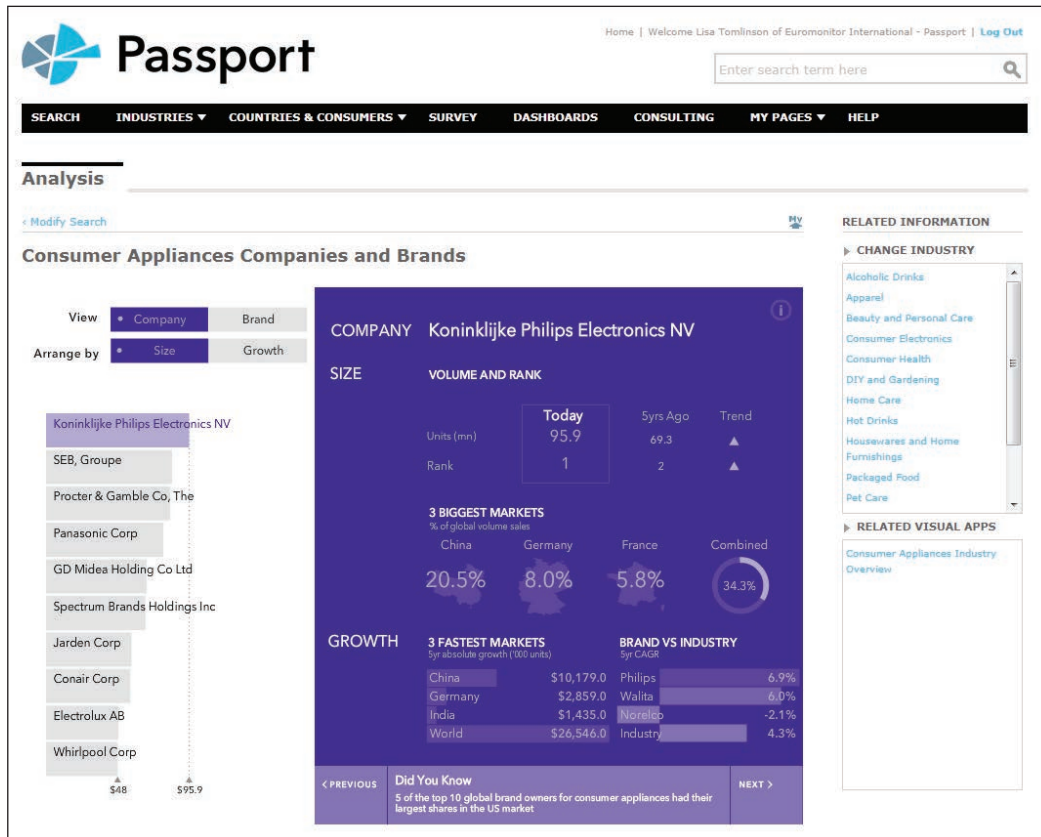 Passport
Home | Welcome Lisa Tomlinson of Euromonitor International - Passport | Log Out
Enter search term here
SEARCH INDUSTRIES ▼ COUNTRIES & CONSUMERS ▼ SURVEY DASHBOARDS CONSULTING MY PAGES ▼ HELP
Analysis
‹ Modify Search
My
Consumer Appliances Companies and Brands
View • Company Brand
Arrange by • Size Growth
Koninklijke Philips Electronics NV
SEB, Groupe
Procter & Gamble Co, The
Panasonic Corp
GD Midea Holding Co Ltd
Spectrum Brands Holdings Inc
Jarden Corp
Conair Corp
Electrolux AB
Whirlpool Corp
$48 $95.9
COMPANY Koninklijke Philips Electronics NV
i
SIZE VOLUME AND RANK
Today 5yrs Ago Trend
Units (mn) 95.9 69.3 ▲
Rank 1 2 ▲
3 BIGGEST MARKETS
% of global volume sales
China Germany France Combined
20.5% 8.0% 5.8% 34.3%
GROWTH 3 FASTEST MARKETS BRAND VS INDUSTRY
5yr absolute growth ('000 units) 5yr CAGR
China $10,179.0 Philips 6.9%
Germany $2,859.0 Walita 6.0%
India $1,435.0 Norelco -2.1%
World $26,546.0 Industry 4.3%
‹ PREVIOUS
Did You Know
5 of the top 10 global brand owners for consumer appliances had their
largest shares in the US market
NEXT ›
RELATED INFORMATION
CHANGE INDUSTRY
Alcoholic Drinks
Apparel
Beauty and Personal Care
Consumer Electronics
Consumer Health
DIY and Gardening
Home Care
Hot Drinks
Housewares and Home
Furnishings
Packaged Food
Pet Care
RELATED VISUAL APPS
Consumer Appliances Industry
Overview